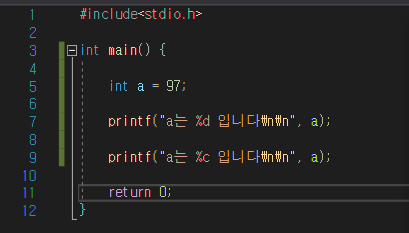 1 #include<stdio.h>
2
3 int main() {
4
5 int a = 97;
6
7 printf("a는 %d 입니다₩n₩n", a);
8
9 printf("a는 %c 입니다₩n₩n", a);
10
11 return 0;
12 }